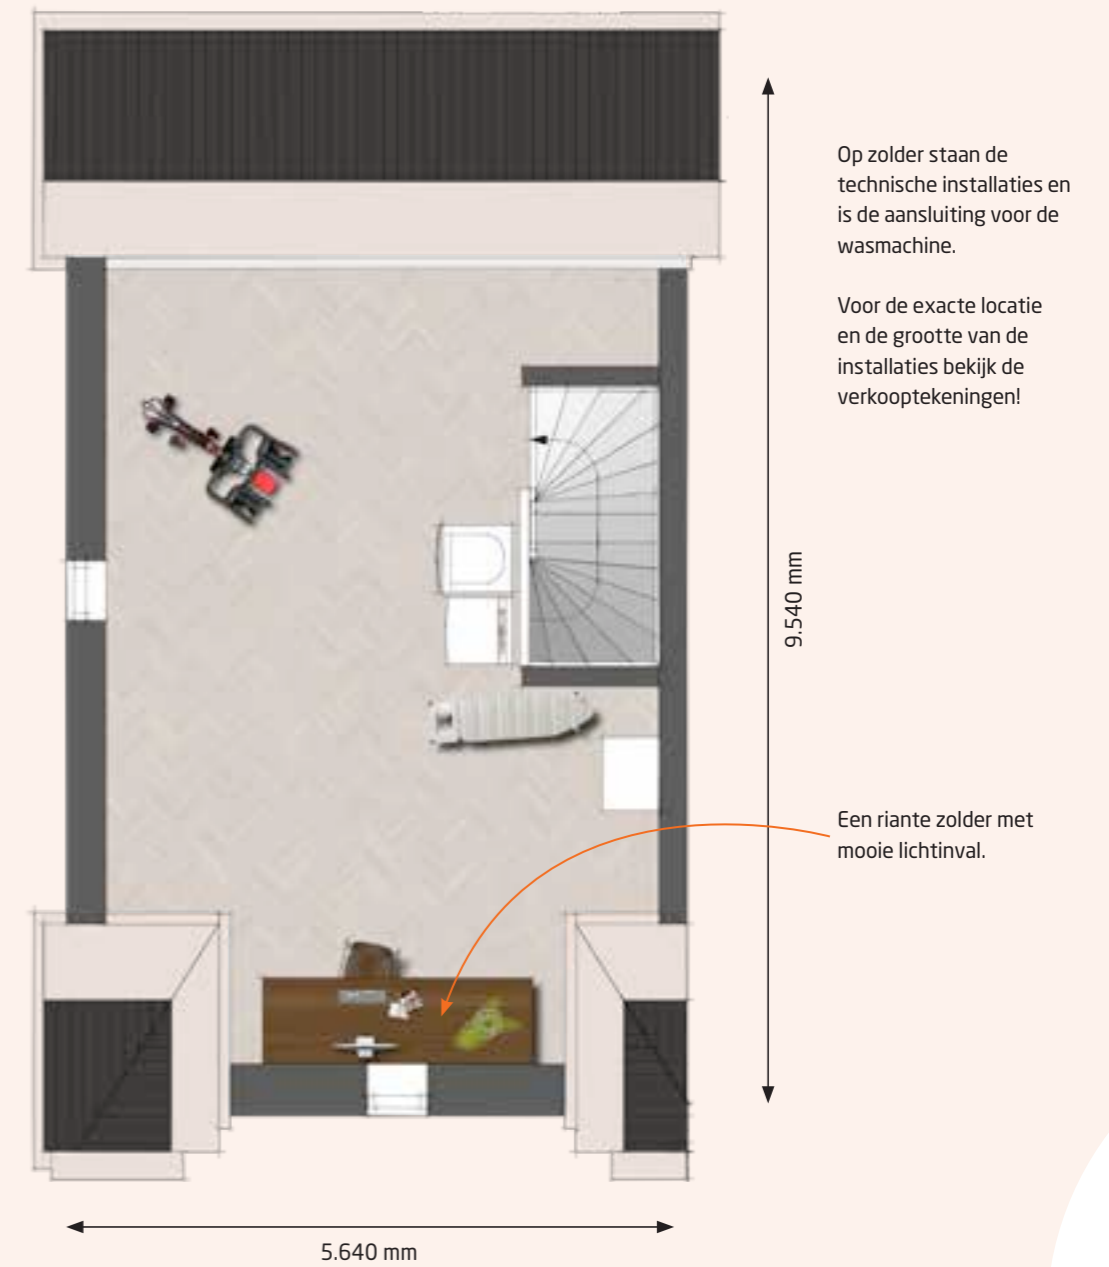 Op zolder staan de
technische installaties en
is de aansluiting voor de
wasmachine.
Voor de exacte locatie
en de grootte van de
installaties bekijk de
verkooptekeningen!
9.540 mm
Een riante zolder met
mooie lichtinval.
5.640 mm